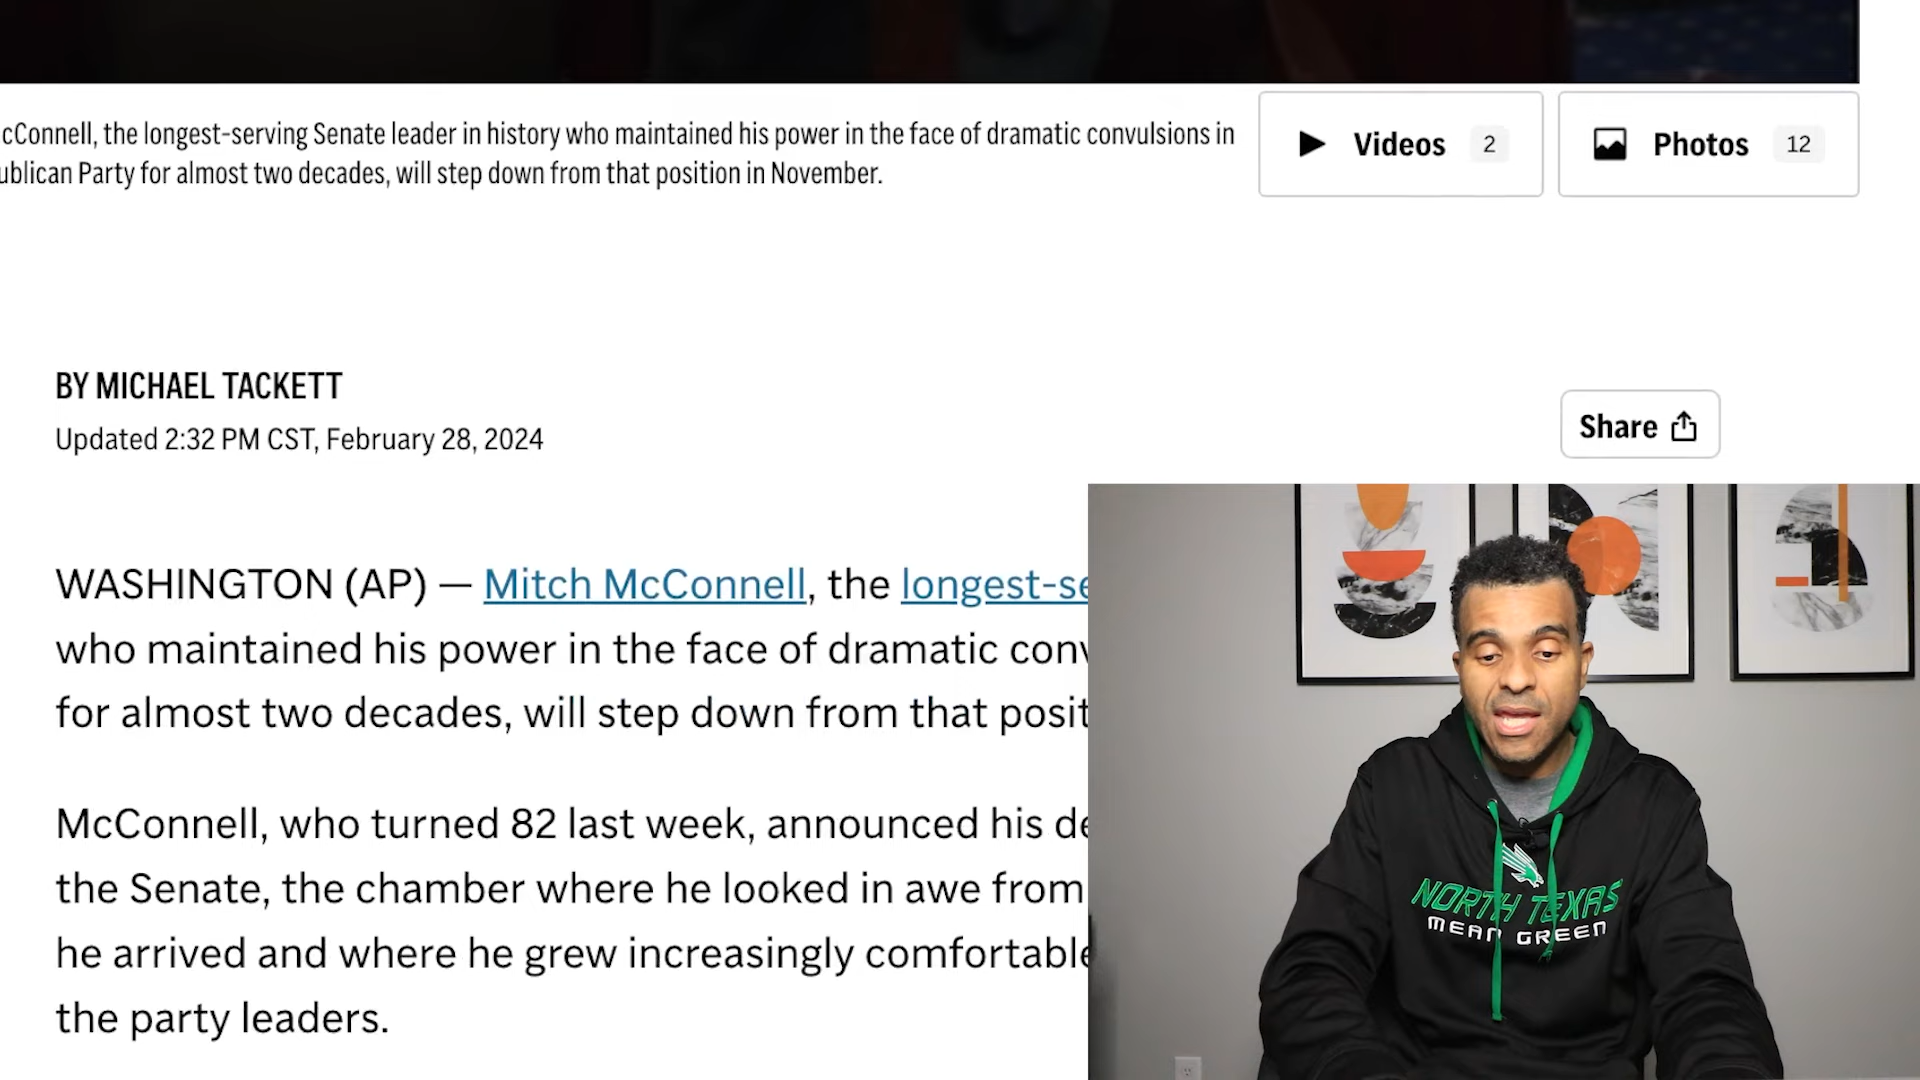 cConnell, the longest-serving Senate leader in history who maintained his power in the face of dramatic convulsions in
ublican Party for almost two decades, will step down from that position in November.
Videos 2
Photos 12
BY MICHAEL TACKETT
Updated 2:32 PM CST, February 28, 2024
Share
WASHINGTON (AP) — Mitch McConnell, the longest-se
who maintained his power in the face of dramatic conv
for almost two decades, will step down from that posit
McConnell, who turned 82 last week, announced his de
the Senate, the chamber where he looked in awe from
he arrived and where he grew increasingly comfortable
the party leaders.
NORTH TEXAS
MEAN GREEN